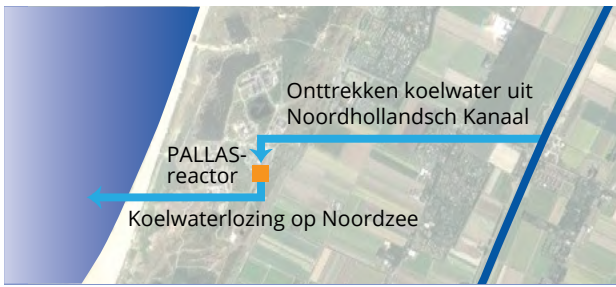 Onttrekken koelwater uit
Noordhollandsch Kanaal
PALLAS-
reactor
Koelwaterlozing op Noordzee